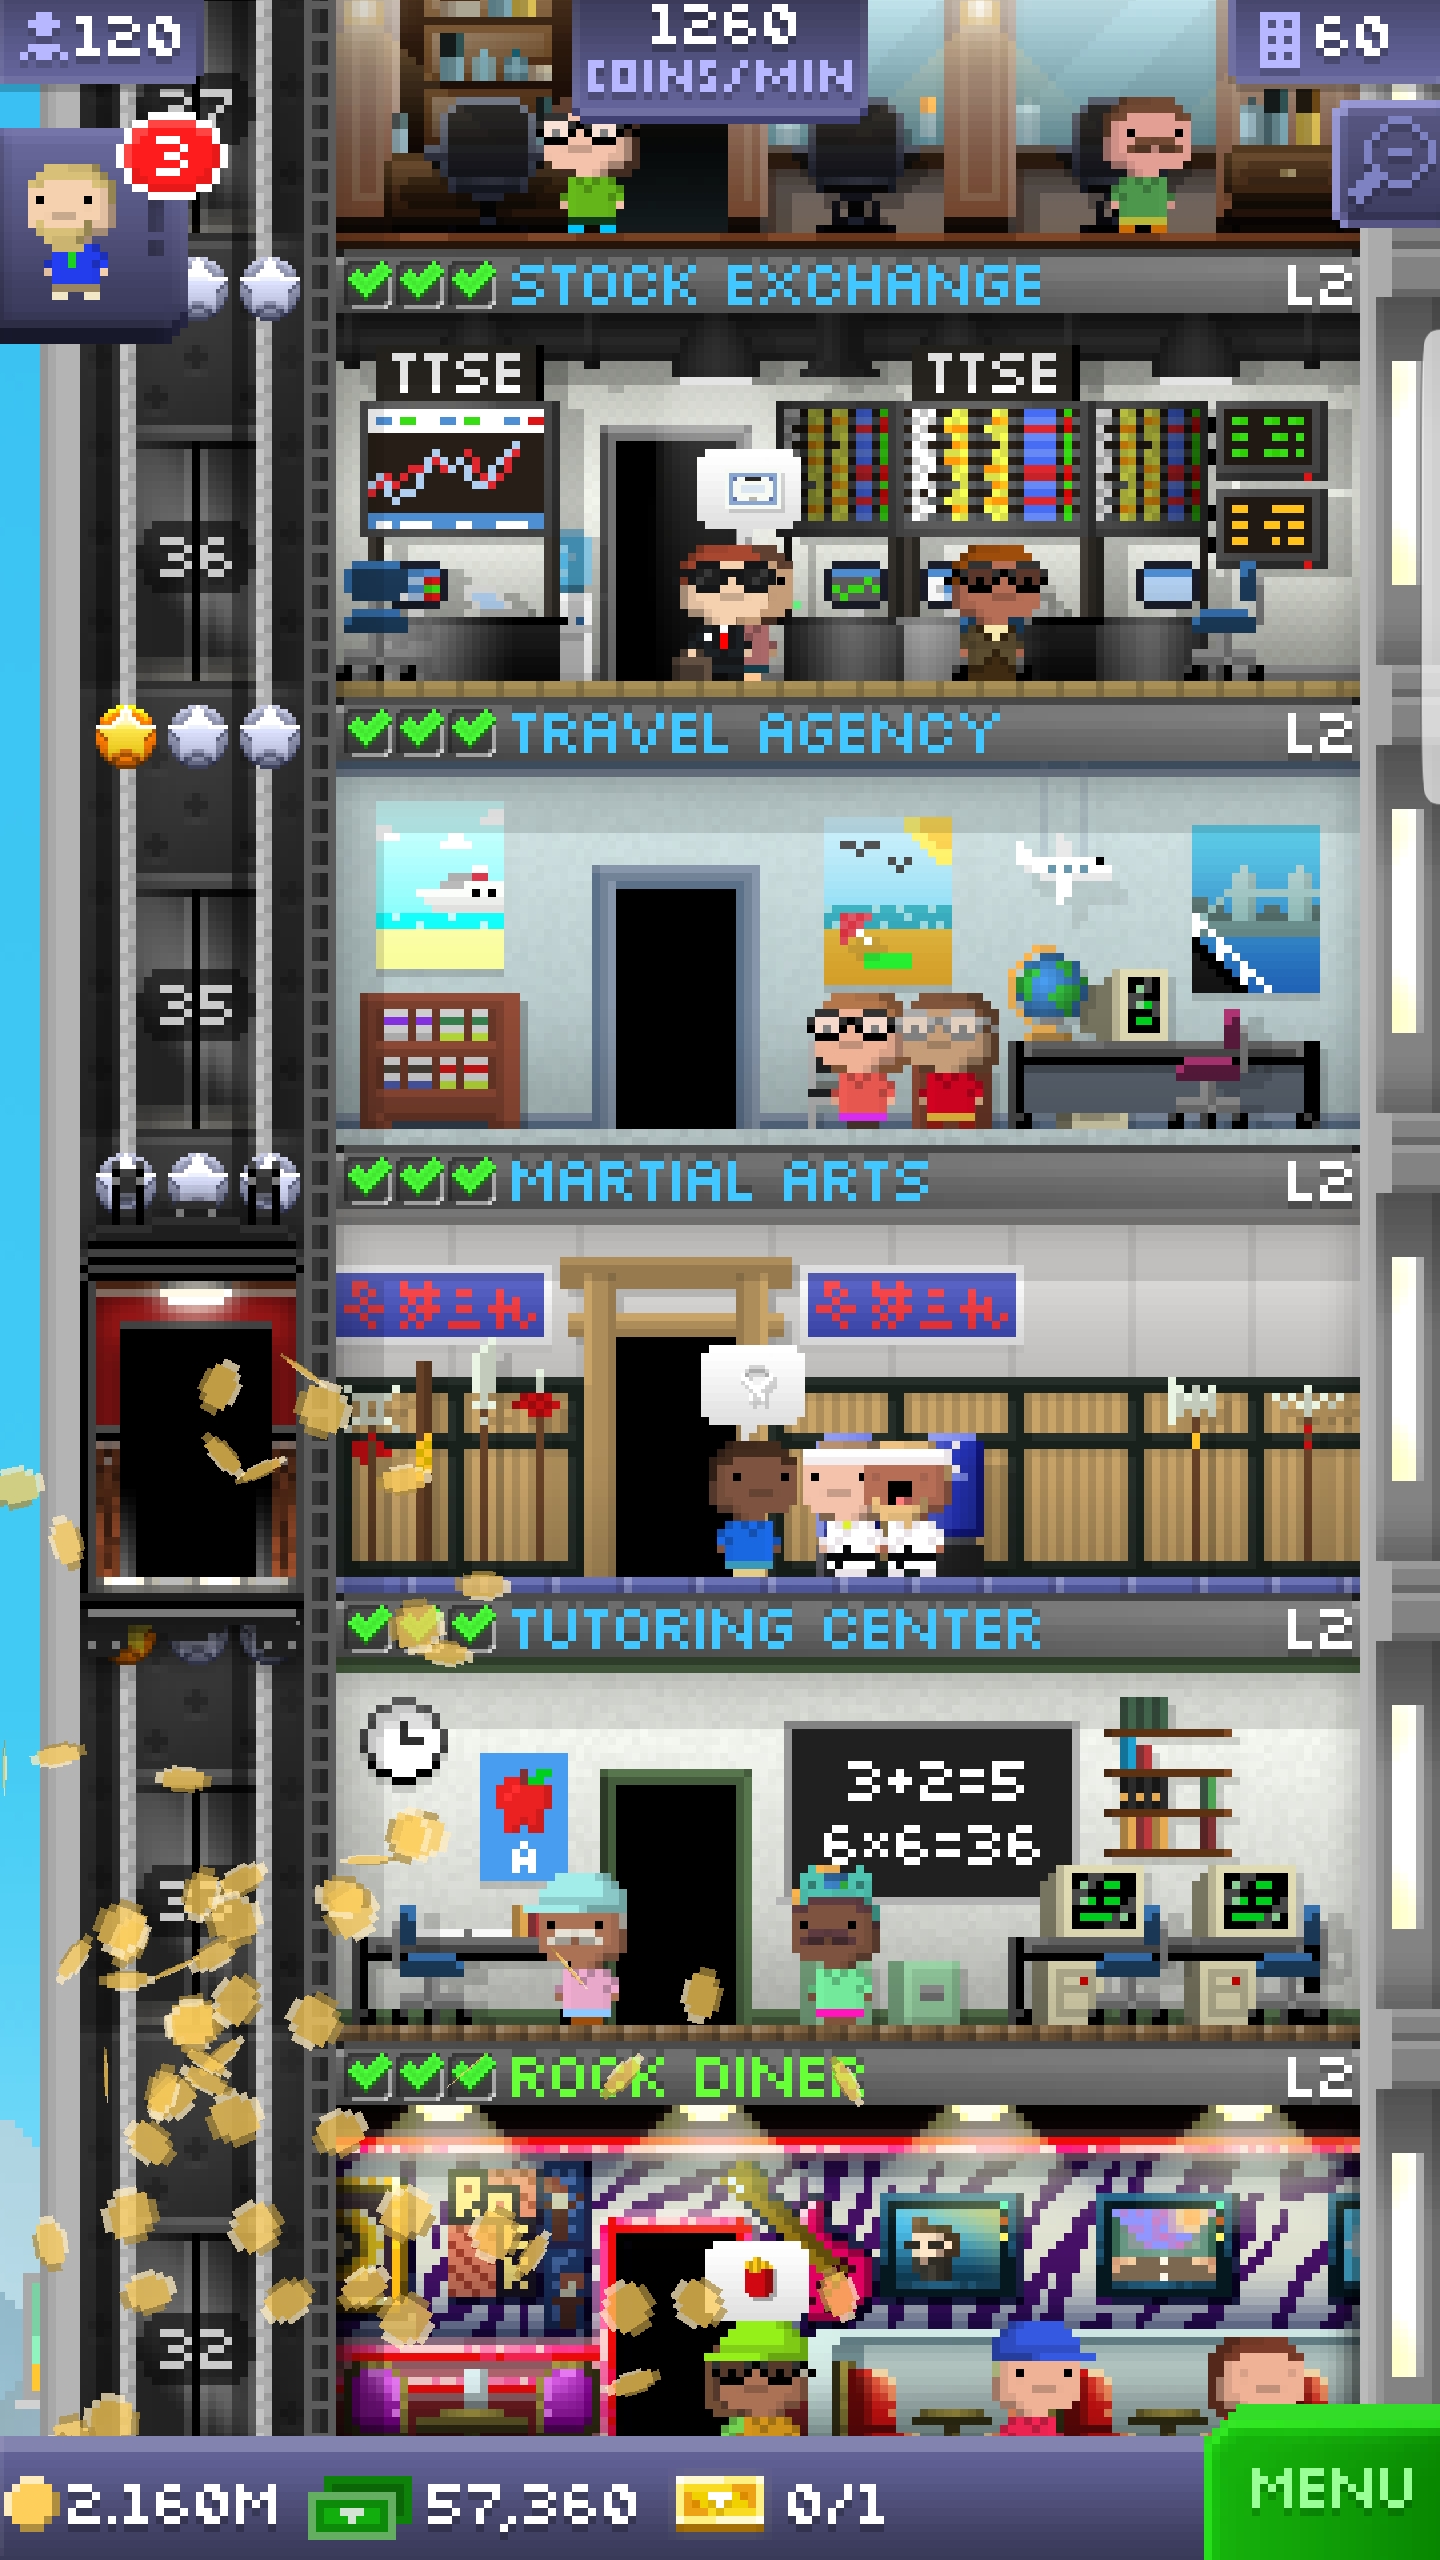 120
1260
COINS/MIN
60
37
3
STOCK EXCHANGE L2
TTSE
TTSE
36
TRAVEL AGENCY L2
35
MARTIAL ARTS L2
TUTORING CENTER L2
3+2=5
6×6=36
A
ROCK DINER L2
32
2.160M
57,360
0/1
MENU